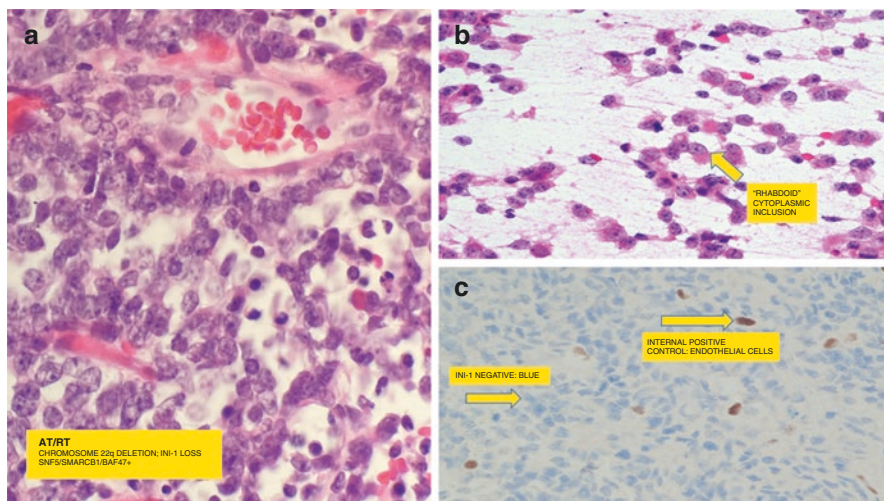 a
AT/RT
CHROMOSOME 22q DELETION; INI-1 LOSS
SNF5/SMARCB1/BAF47+
b
"RHABDOID"
CYTOPLASMIC
INCLUSION
c
INTERNAL POSITIVE
CONTROL: ENDOTHELIAL CELLS
INI-1 NEGATIVE: BLUE